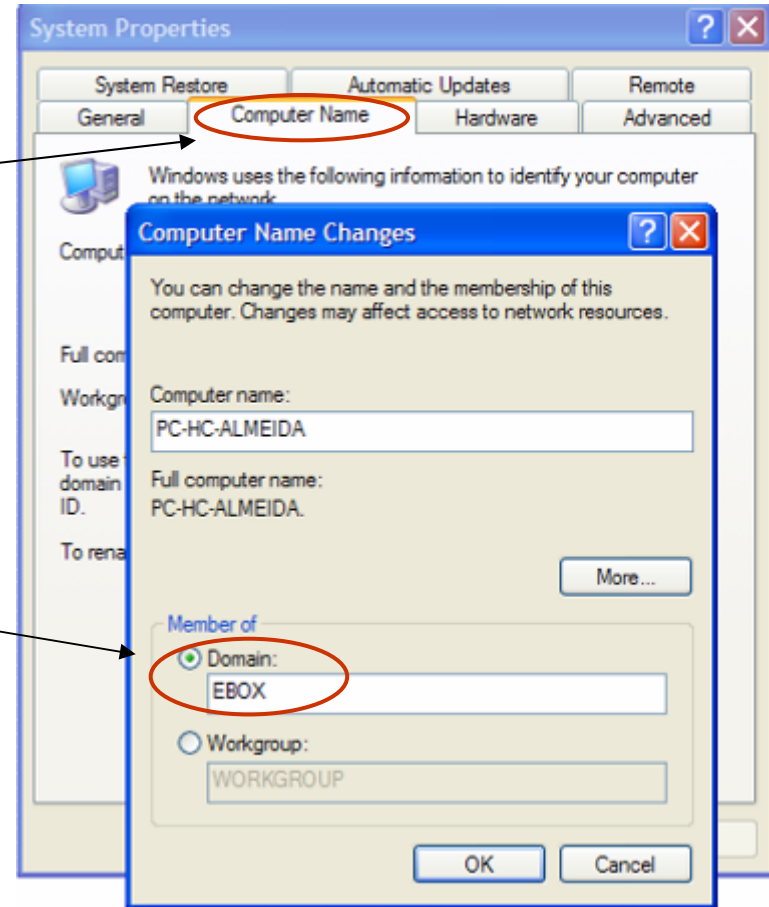 System Properties
System Restore
Automatic Updates
Remote
General
Computer Name
Hardware
Advanced
Windows uses the following information to identify your computer
on the network.
Comput
Full com
Workgr
To use
domain
ID.
To rena
Computer Name Changes
You can change the name and the membership of this
computer. Changes may affect access to network resources.
Computer name:
PC-HC-ALMEIDA
Full computer name:
PC-HC-ALMEIDA.
More...
Member of
Domain:
EBOX
Workgroup:
WORKGROUP
OK
Cancel